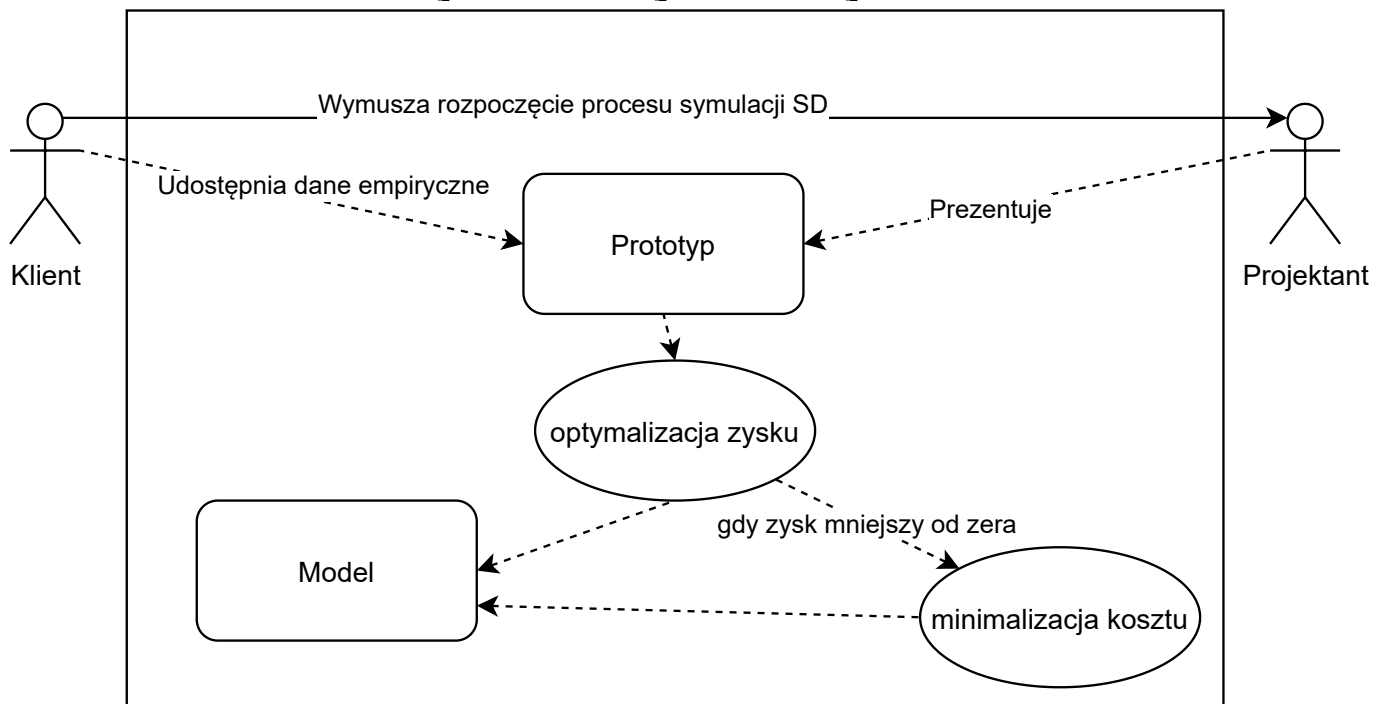 Wymusza rozpoczęcie procesu symulacji SD
Udostępnia dane empiryczne
Prezentuje
Prototyp
Klient
Projektant
optymalizacja zysku
gdy zysk mniejszy od zera
Model
minimalizacja kosztu